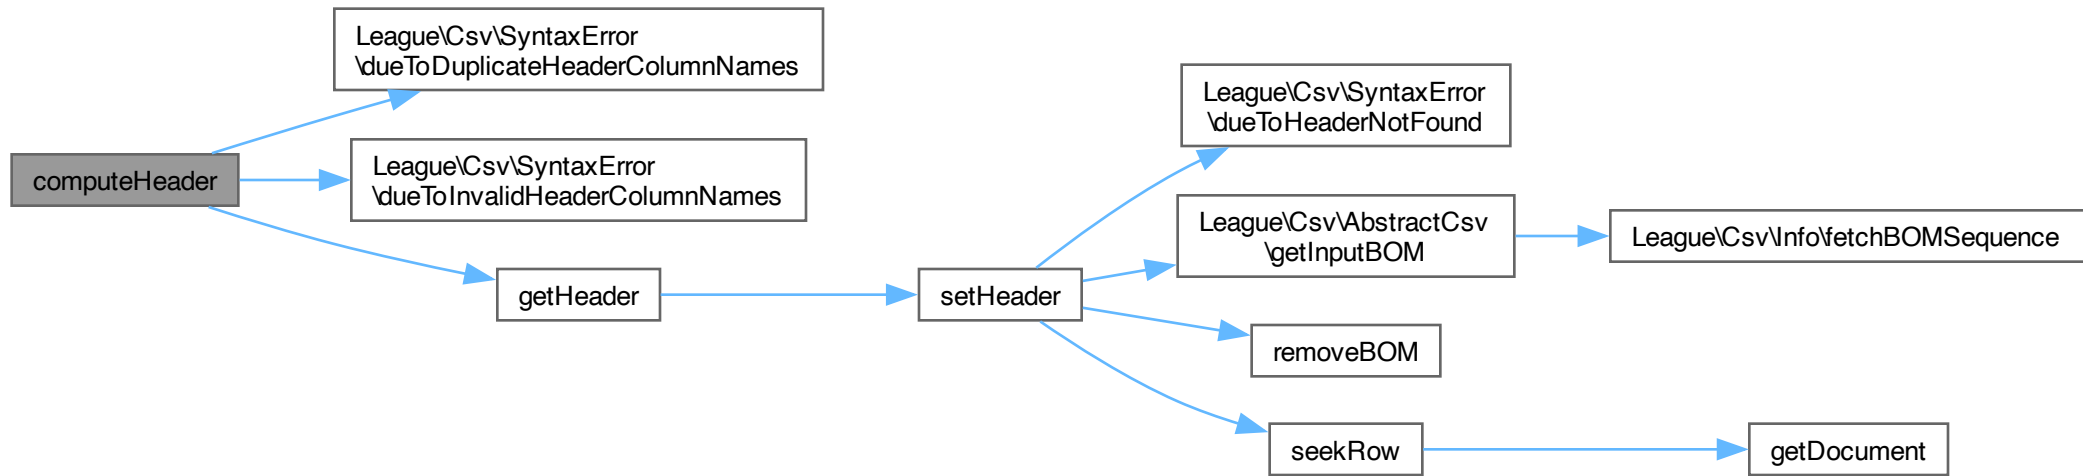 computeHeader
League\Csv\SyntaxError
\dueToDuplicateHeaderColumnNames
League\Csv\SyntaxError
\dueToInvalidHeaderColumnNames
getHeader
setHeader
League\Csv\SyntaxError
\dueToHeaderNotFound
League\Csv\AbstractCsv
\getInputBOM
League\Csv\Info\fetchBOMSequence
removeBOM
seekRow
getDocument